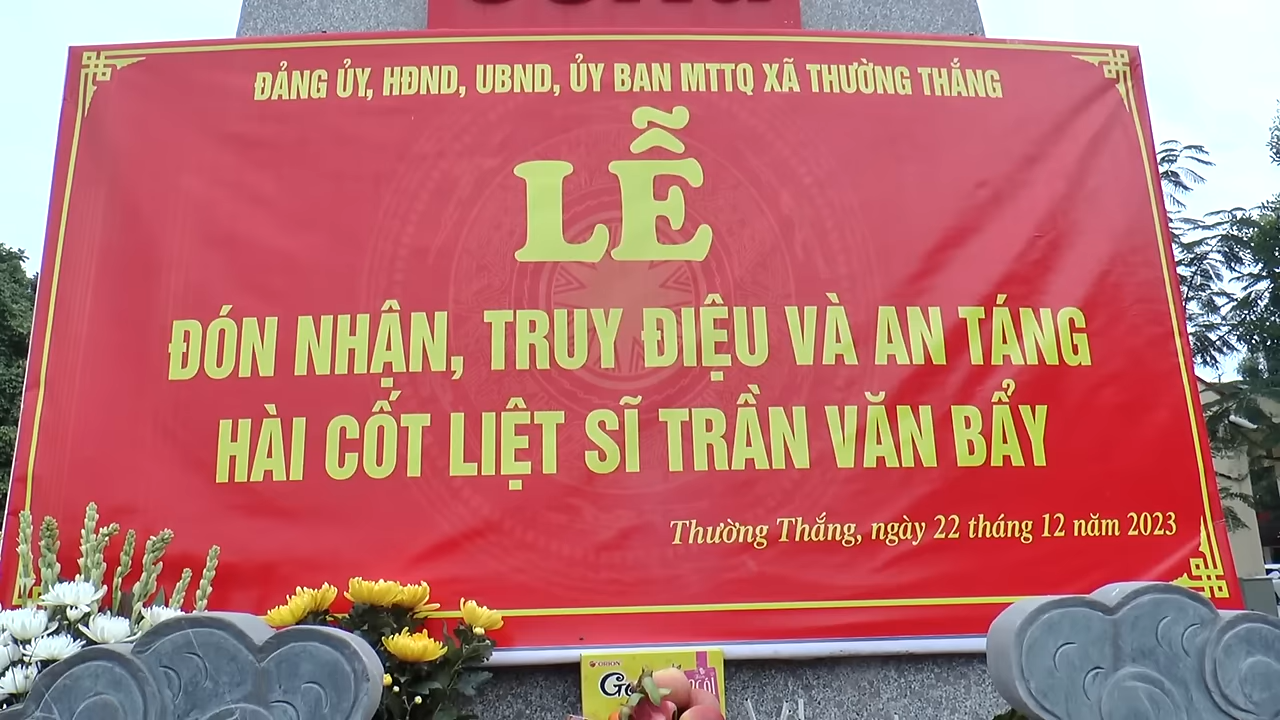 ĐẢNG ỦY, HĐND, UBND, ỦY BAN MTTQ XÃ THƯỜNG THẮNG
LỄ
ĐÓN NHẬN, TRUY ĐIỆU VÀ AN TÁNG
HÀI CỐT LIỆT SĨ TRẦN VĂN BẨY
Thường Thắng, ngày 22 tháng 12 năm 2023
ORION